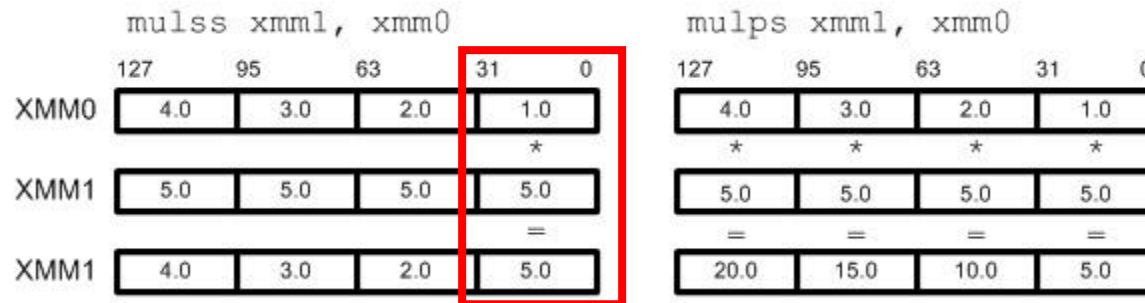 mulss xmm1, xmm0 mulps xmm1, xmm0
127 95 63 31 0 127 95 63 31 0
XMM0 4.0 3.0 2.0 1.0 4.0 3.0 2.0 1.0
* * * * *
XMM1 5.0 5.0 5.0 5.0 5.0 5.0 5.0 5.0
= = = = =
XMM1 4.0 3.0 2.0 5.0 20.0 15.0 10.0 5.0